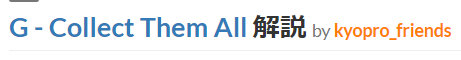 G - Collect Them All 解説 by kyopro_friends